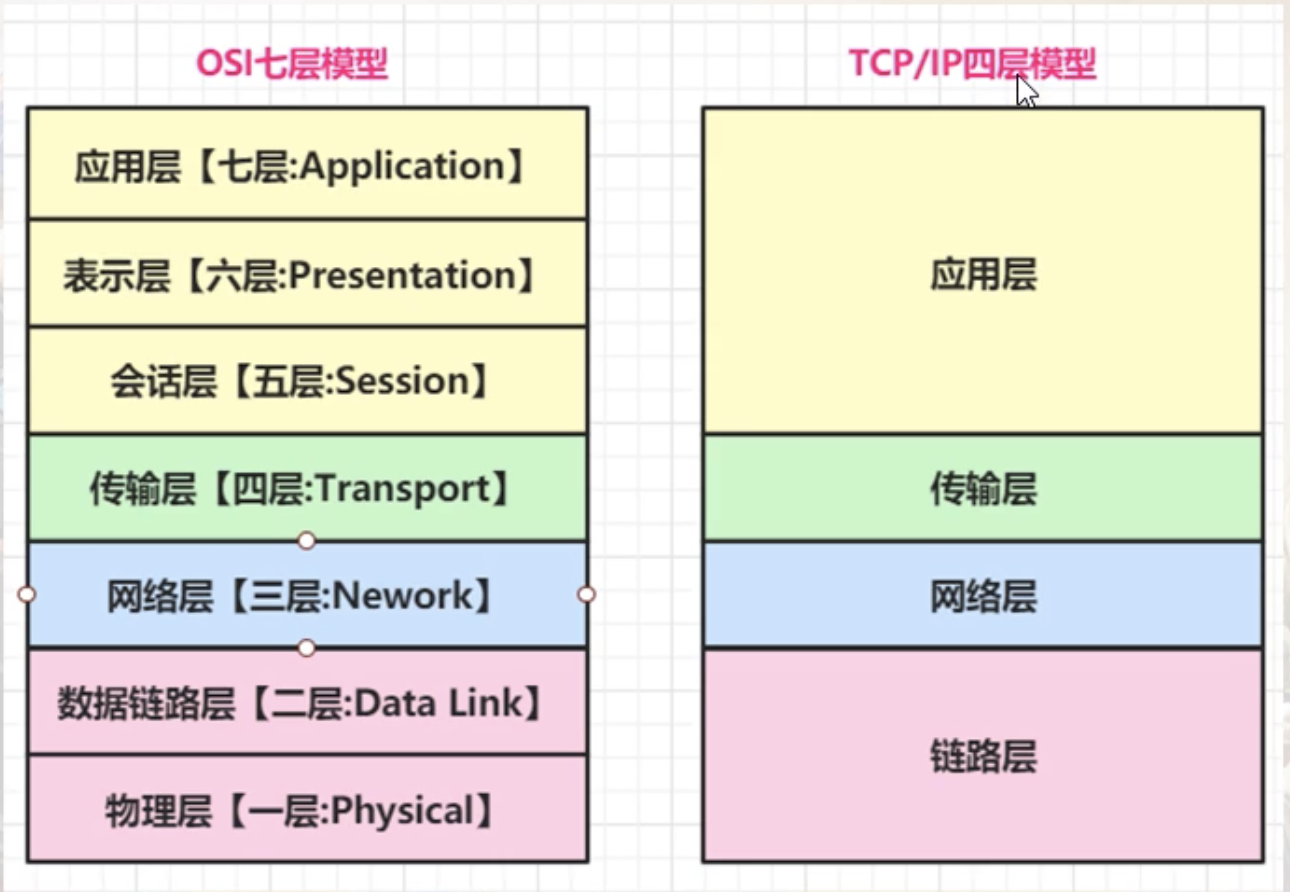 OSI七层模型
应用层【七层:Application】
表示层【六层:Presentation】
会话层【五层:Session】
传输层【四层:Transport】
网络层【三层:Nework】
数据链路层【二层:Data Link】
物理层【一层:Physical】
TCP/IP四层模型
应用层
传输层
网络层
链路层